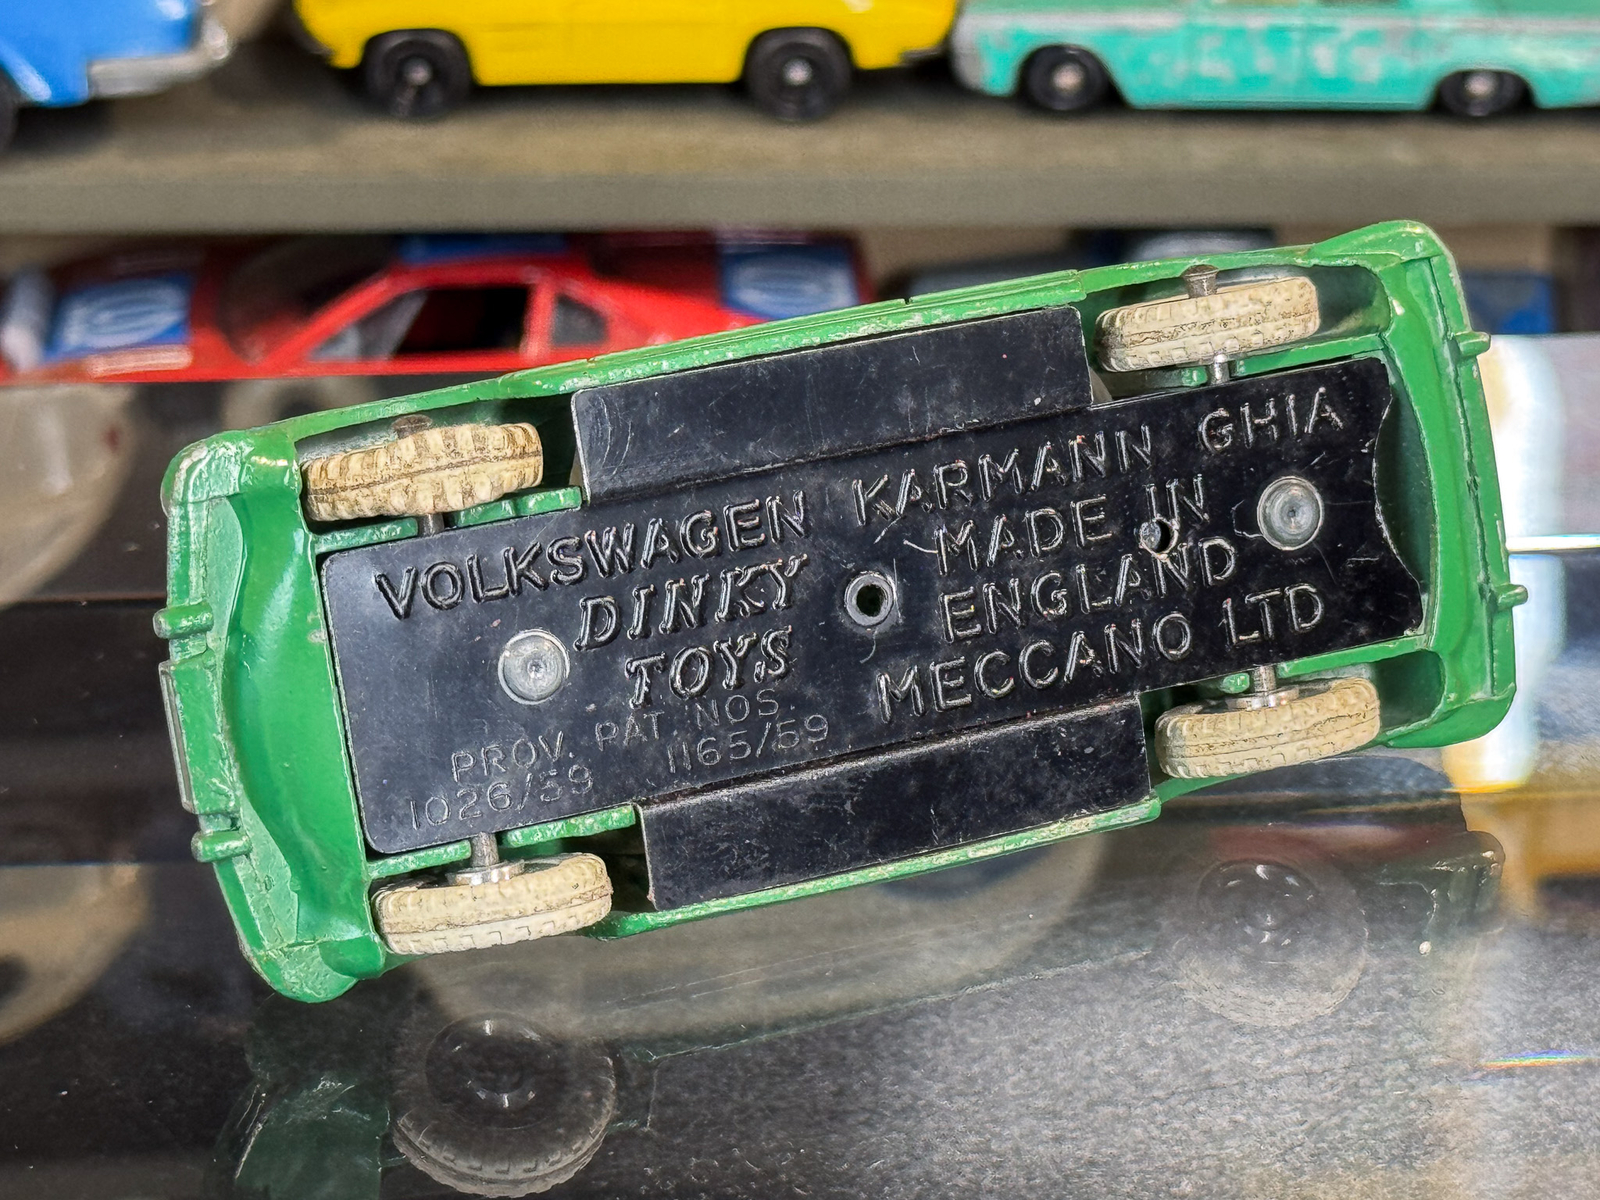 VOLKSWAGEN KARMANN GHIA
DINKY
TOYS
MADE IN
ENGLAND
MECCANO LTD
PROV. PAT. NOS.
1026/59 1165/59